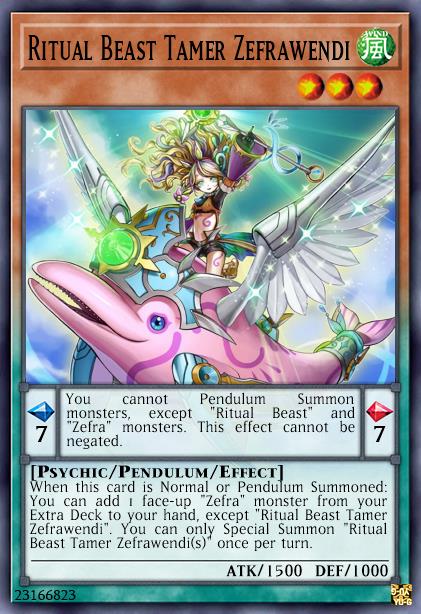 Ritual Beast Tamer Zefrawendi
WIND
風
You cannot Pendulum Summon
monsters, except "Ritual Beast" and
"Zefra" monsters. This effect cannot be
negated.
7
7
[Psychic/Pendulum/Effect]
When this card is Normal or Pendulum Summoned:
You can add 1 face-up "Zefra" monster from your
Extra Deck to your hand, except "Ritual Beast Tamer
Zefrawendi". You can only Special Summon "Ritual
Beast Tamer Zefrawendi(s)" once per turn.
ATK/1500 DEF/1000
23166823